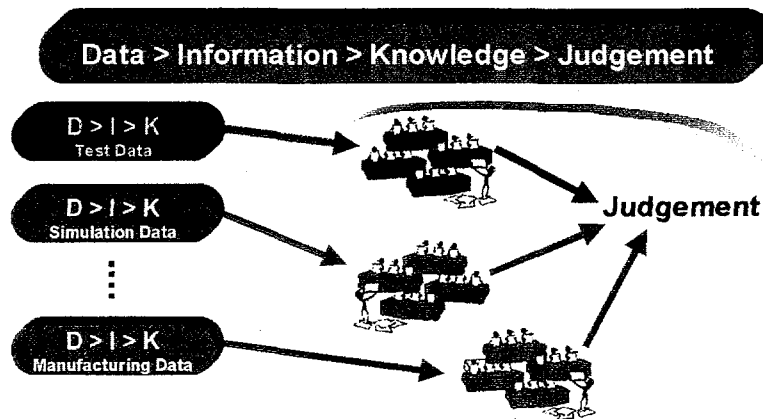 Data > Information > Knowledge > Judgement
D > I > K
Test Data
D > I > K
Simulation Data
D > I > K
Manufacturing Data
Judgement